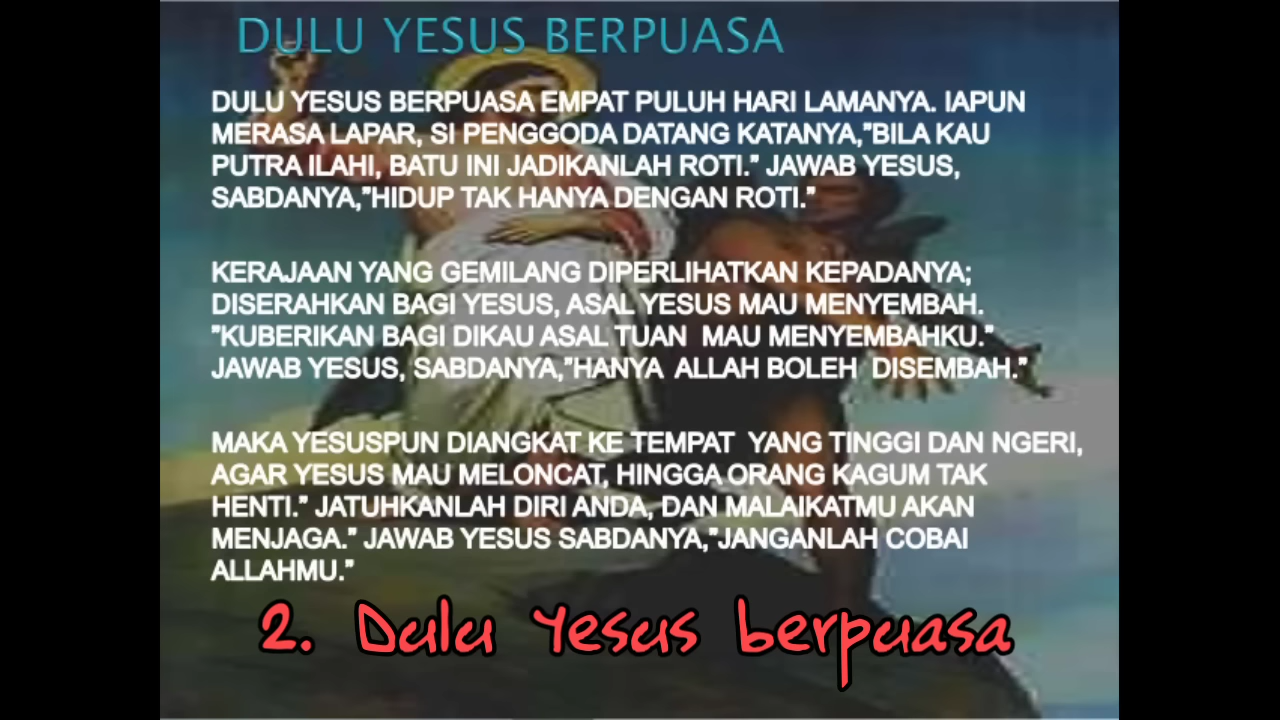 DULU YESUS BERPUASA
DULU YESUS BERPUASA EMPAT PULUH HARI LAMANYA. IAPUN
MERASA LAPAR, SI PENGGODA DATANG KATANYA,"BILA KAU
PUTRA ILAHI, BATU INI JADIKANLAH ROTI." JAWAB YESUS,
SABDANYA,"HIDUP TAK HANYA DENGAN ROTI."
KERAJAAN YANG GEMILANG DIPERLIHATKAN KEPADANYA;
DISERAHKAN BAGI YESUS, ASAL YESUS MAU MENYEMBAH.
"KUBERIKAN BAGI DIKAU ASAL TUAN MAU MENYEMBAHKU."
JAWAB YESUS, SABDANYA,"HANYA ALLAH BOLEH DISEMBAH."
MAKA YESUSPUN DIANGKAT KE TEMPAT YANG TINGGI DAN NGERI,
AGAR YESUS MAU MELONCAT, HINGGA ORANG KAGUM TAK
HENTI." JATUHKANLAH DIRI ANDA, DAN MALAIKATMU AKAN
MENJAGA." JAWAB YESUS SABDANYA,"JANGANLAH COBAI
ALLAHMU."
2. Dulu Yesus berpuasa